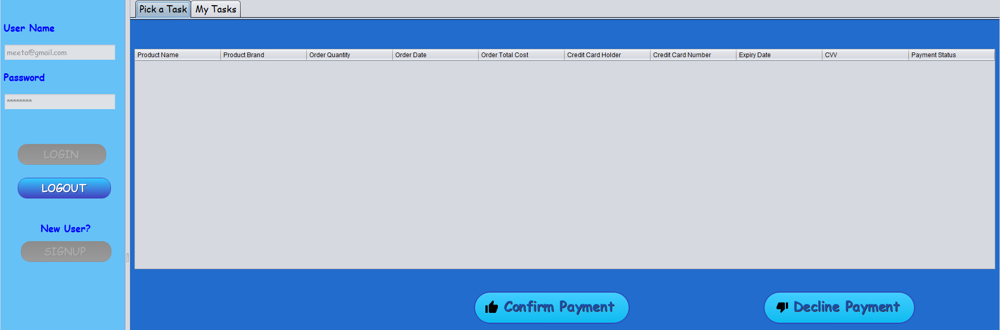 Pick a Task My Tasks
User Name
meeta@gmail.com
Password
********
LOGIN
LOGOUT
New User?
SIGNUP
Product Name Product Brand Order Quantity Order Date Order Total Cost Credit Card Holder Credit Card Number Expiry Date CVV Payment Status
Confirm Payment Decline Payment